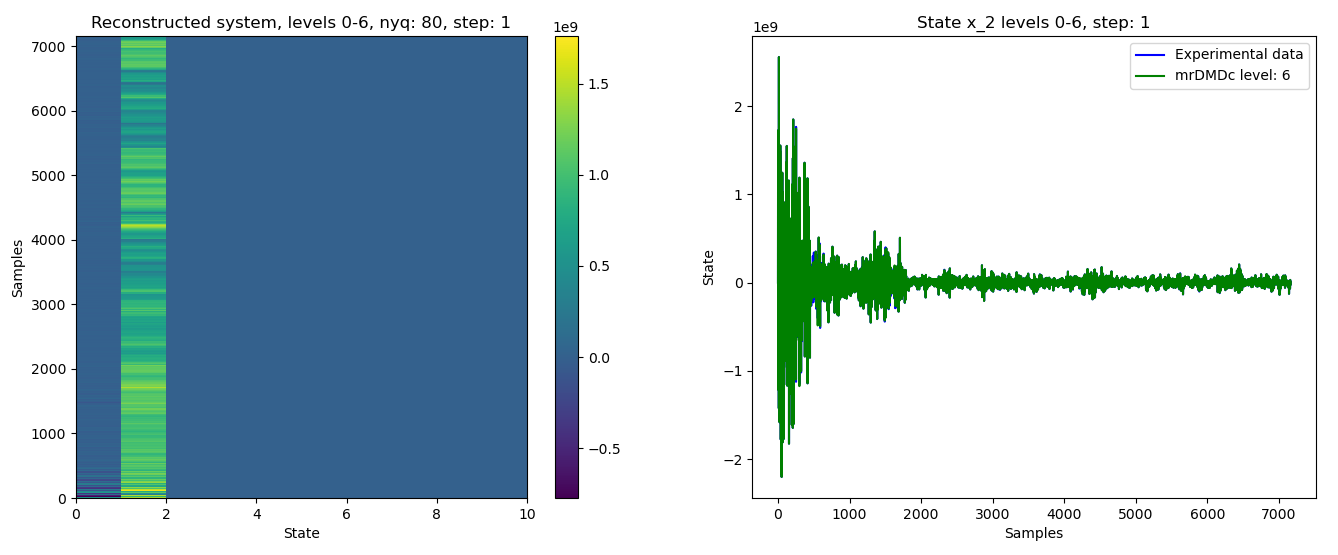 Reconstructed system, levels 0-6, nyq: 80, step: 1
7000
6000
5000
4000
3000
2000
1000
0
Samples
0 2 4 6 8 10
State
1e9
1.5
1.0
0.5
0.0
−0.5
State x_2 levels 0-6, step: 1
1e9
Experimental data
mrDMDc level: 6
2
1
0
−1
−2
State
0 1000 2000 3000 4000 5000 6000 7000
Samples